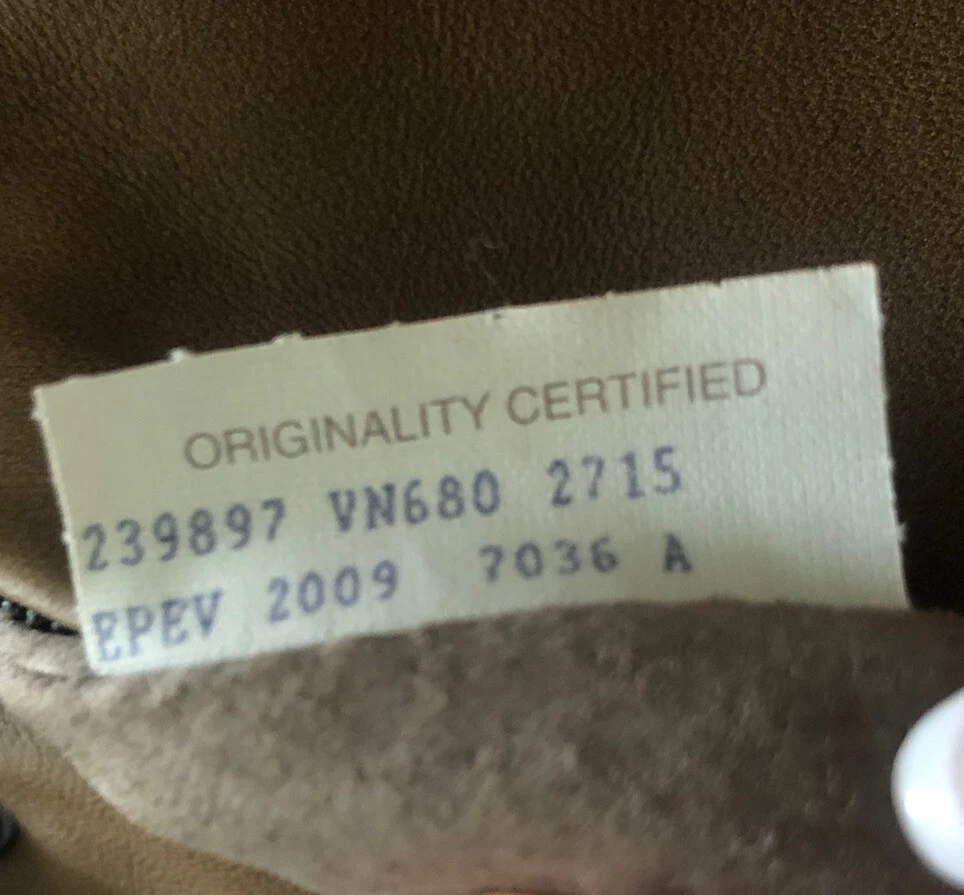 ORIGINALITY CERTIFIED
239897 VN680 2715
EPEV 2009 7036 A